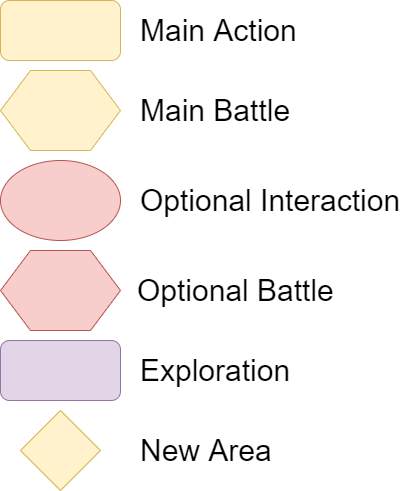 Main Action
Main Battle
Optional Interaction
Optional Battle
Exploration
New Area